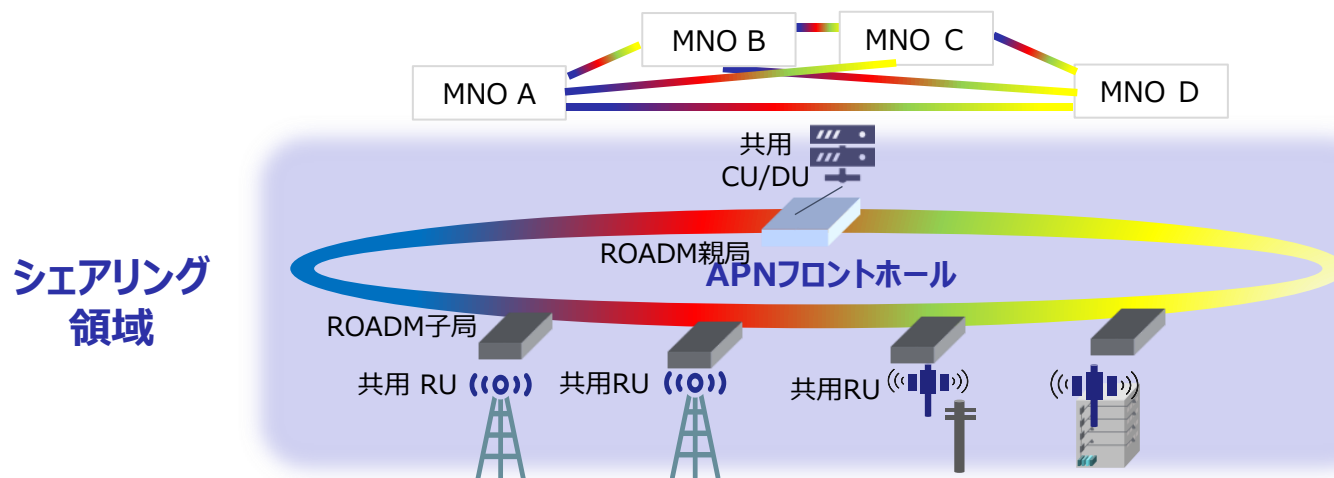 MNO B
MNO C
MNO A
MNO D
共用
CU/DU
ROADM親局
APNフロントホール
シェアリング
領域
ROADM子局
共用 RU
共用RU
共用RU